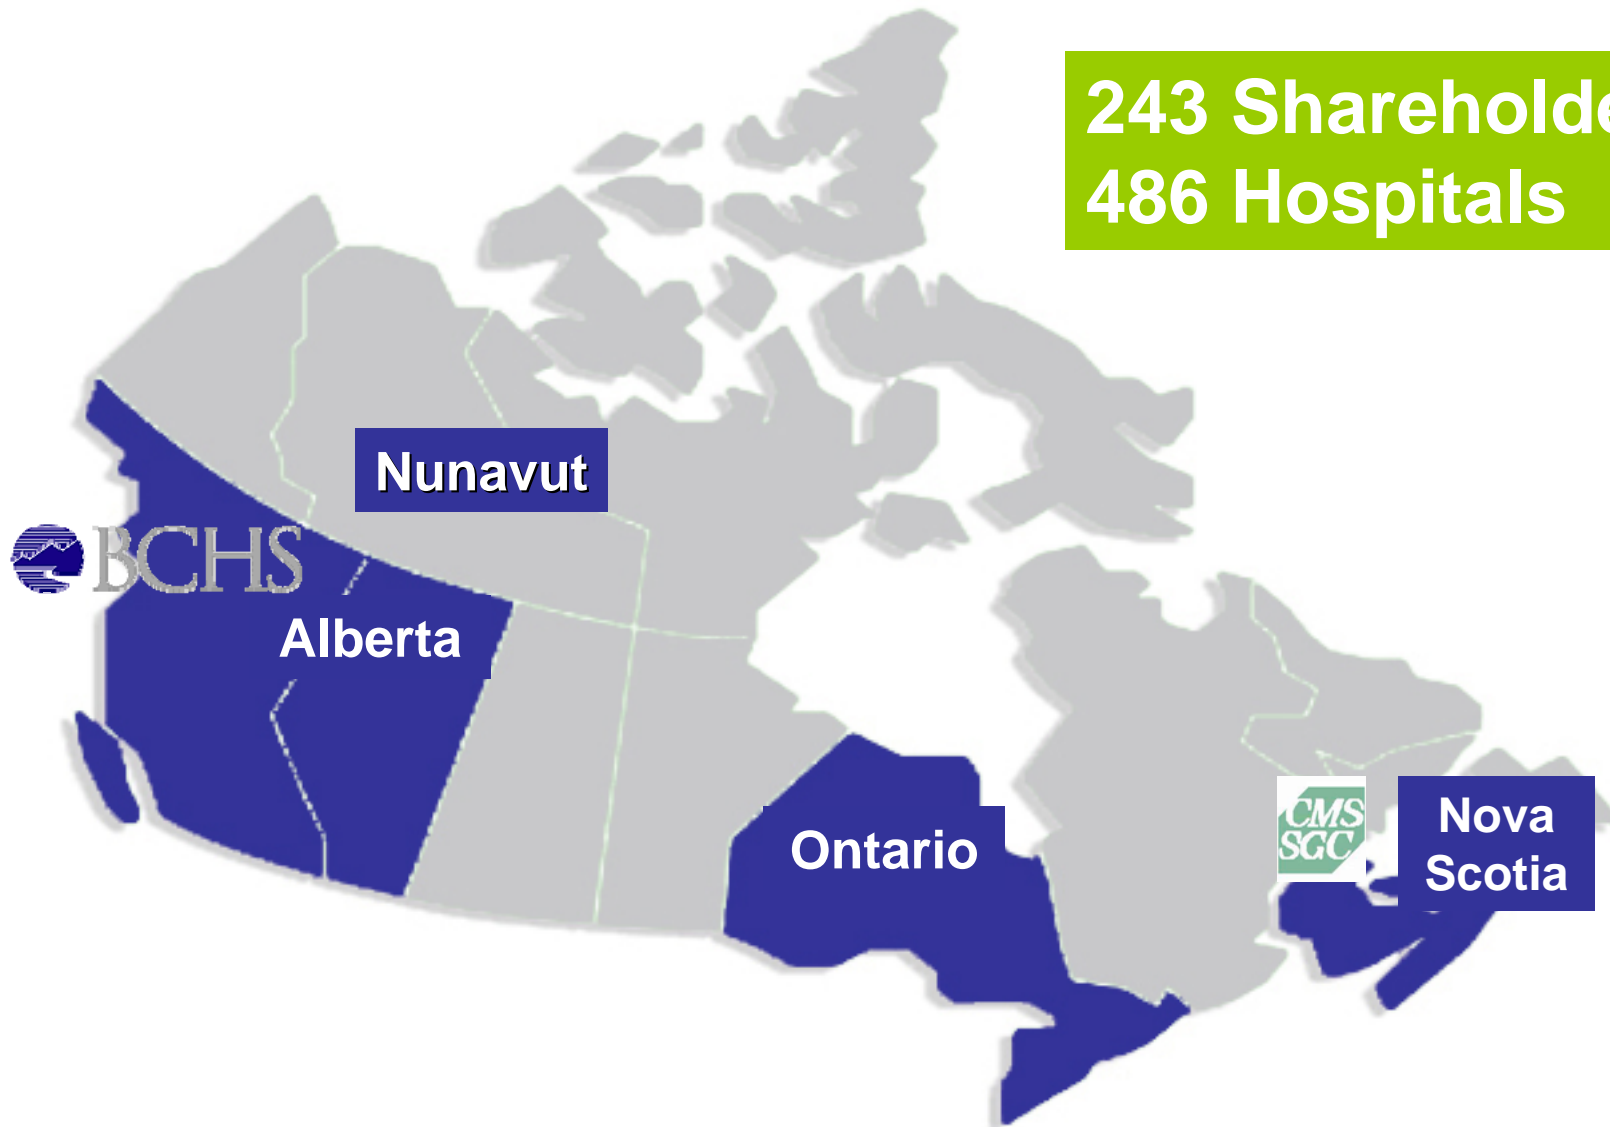 243 Shareholde
486 Hospitals
Nunavut
BCHS
Alberta
Ontario
CMS
SGC
Nova
Scotia